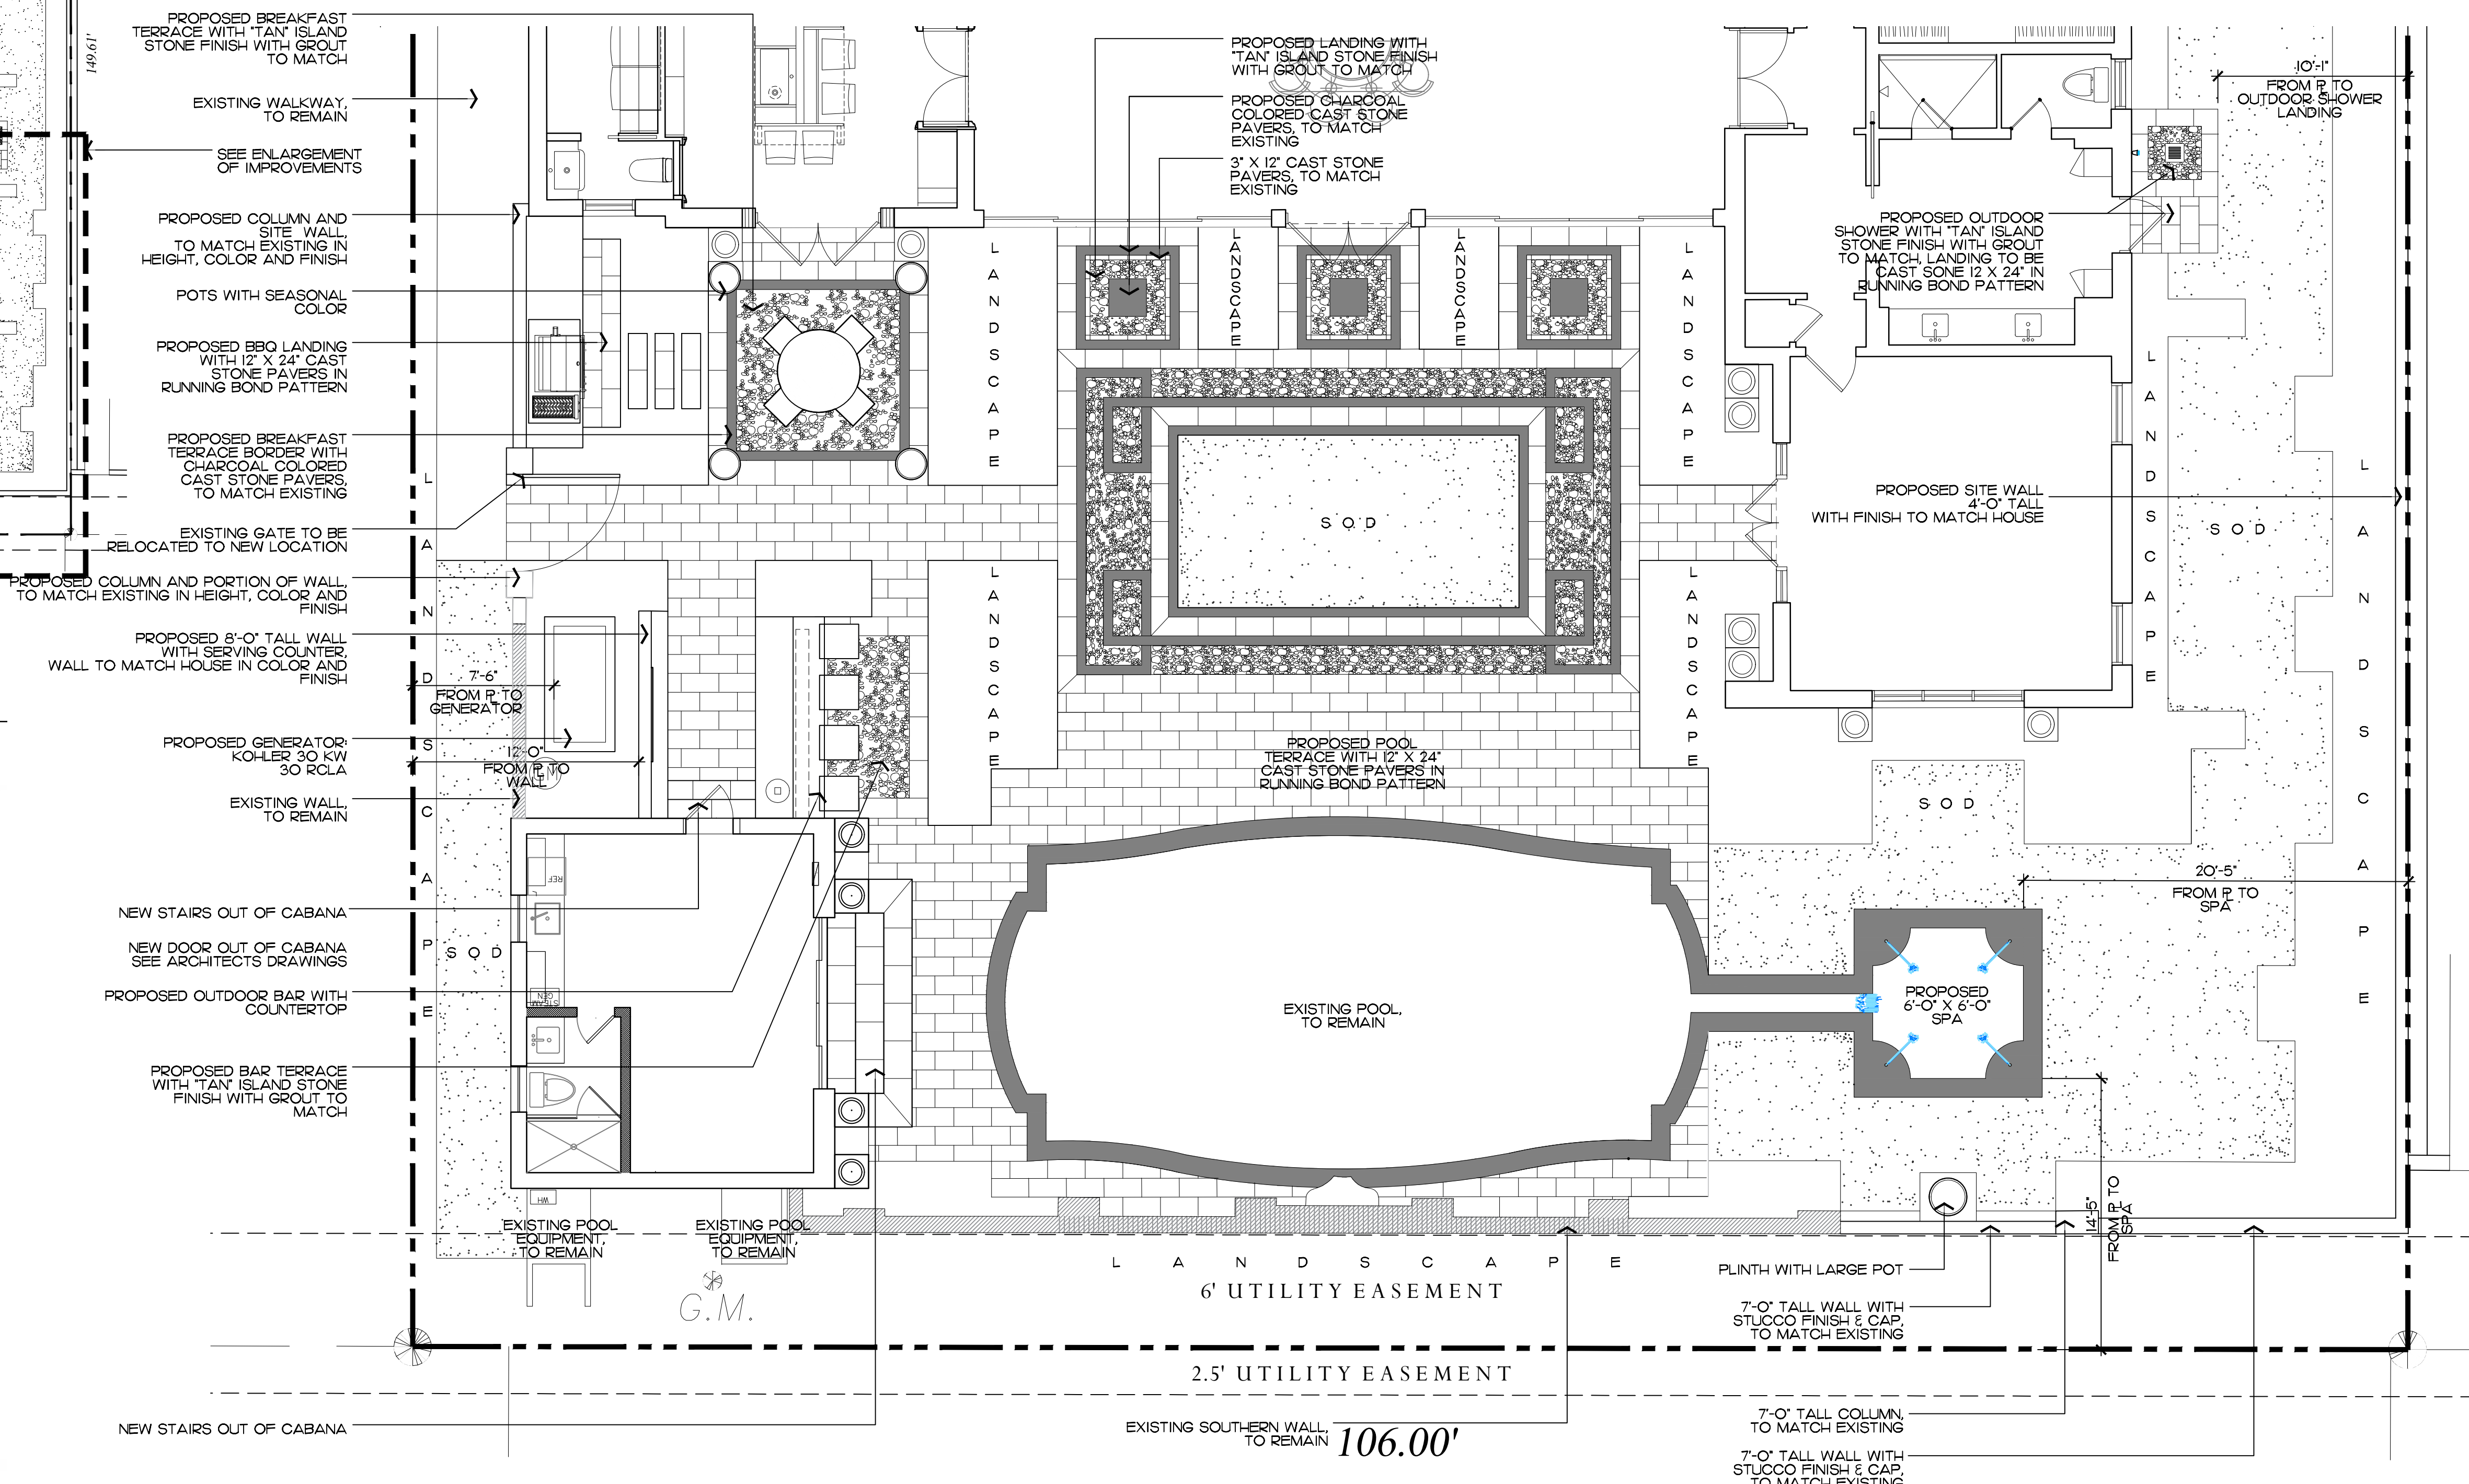 PROPOSED BREAKFAST
TERRACE WITH "TAN" ISLAND
STONE FINISH WITH GROUT
TO MATCH
149.61'
EXISTING WALKWAY,
TO REMAIN
SEE ENLARGEMENT
OF IMPROVEMENTS
PROPOSED COLUMN AND
SITE WALL,
TO MATCH EXISTING IN
HEIGHT, COLOR AND FINISH
POTS WITH SEASONAL
COLOR
PROPOSED BBQ LANDING
WITH 12" X 24" CAST
STONE PAVERS IN
RUNNING BOND PATTERN
PROPOSED BREAKFAST
TERRACE BORDER WITH
CHARCOAL COLORED
CAST STONE PAVERS,
TO MATCH EXISTING
EXISTING GATE TO BE
RELOCATED TO NEW LOCATION
PROPOSED COLUMN AND PORTION OF WALL,
TO MATCH EXISTING IN HEIGHT, COLOR AND
FINISH
PROPOSED 8'-0" TALL WALL
WITH SERVING COUNTER,
WALL TO MATCH HOUSE IN COLOR AND
FINISH
7'-6"
FROM PL TO
GENERATOR
PROPOSED GENERATOR:
KOHLER 30 KW
30 RCLA
12'-0"
FROM PL TO
WALL
EXISTING WALL,
TO REMAIN
NEW STAIRS OUT OF CABANA
NEW DOOR OUT OF CABANA
SEE ARCHITECTS DRAWINGS
PROPOSED OUTDOOR BAR WITH
COUNTERTOP
PROPOSED BAR TERRACE
WITH "TAN" ISLAND STONE
FINISH WITH GROUT TO
MATCH
NEW STAIRS OUT OF CABANA
LANDSCAPE
SOD
REF
STEAM
GEN
WH
EXISTING POOL
EQUIPMENT,
TO REMAIN
EXISTING POOL
EQUIPMENT,
TO REMAIN
G.M.
PROPOSED LANDING WITH
"TAN" ISLAND STONE FINISH
WITH GROUT TO MATCH
PROPOSED CHARCOAL
COLORED CAST STONE
PAVERS, TO MATCH
EXISTING
3" X 12" CAST STONE
PAVERS, TO MATCH
EXISTING
LANDSCAPE
LANDSCAPE
LANDSCAPE
LANDSCAPE
SOD
LANDSCAPE
LANDSCAPE
PROPOSED POOL
TERRACE WITH 12" X 24"
CAST STONE PAVERS IN
RUNNING BOND PATTERN
EXISTING POOL,
TO REMAIN
LANDSCAPE
6' UTILITY EASEMENT
2.5' UTILITY EASEMENT
EXISTING SOUTHERN WALL,
TO REMAIN
106.00'
10'-1"
FROM PL TO
OUTDOOR SHOWER
LANDING
PROPOSED OUTDOOR
SHOWER WITH "TAN" ISLAND
STONE FINISH WITH GROUT
TO MATCH, LANDING TO BE
CAST SONE 12 X 24" IN
RUNNING BOND PATTERN
PROPOSED SITE WALL
4'-0" TALL
WITH FINISH TO MATCH HOUSE
LANDSCAPE
SOD
LANDSCAPE
SOD
20'-5"
FROM PL TO
SPA
PROPOSED
6'-0" X 6'-0"
SPA
14'-5"
FROM PL TO
SPA
PLINTH WITH LARGE POT
7'-0" TALL WALL WITH
STUCCO FINISH & CAP,
TO MATCH EXISTING
7'-0" TALL COLUMN,
TO MATCH EXISTING
7'-0" TALL WALL WITH
STUCCO FINISH & CAP,
TO MATCH EXISTING